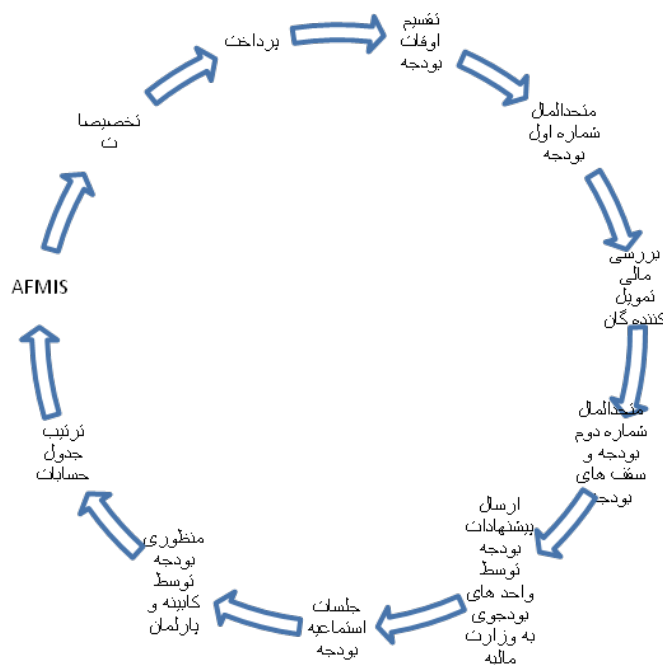 تقسیم
اوقات
بودجه
متحدالمال
شماره اول
بودجه
بررسی
مالی
تمویل
کننده گان
متحدالمال
شماره دوم
بودجه و
سقف های
بودجه
ارسال
پیشنهادات
بودجه
توسط
واحد های
بودجوی
به وزارت
مالیه
جلسات
استماعیه
بودجه
منظوری
بودجه
توسط
کابینه و
پارلمان
ترتیب
جدول
حسابات
AFMIS
تخصیصا
ت
پرداخت